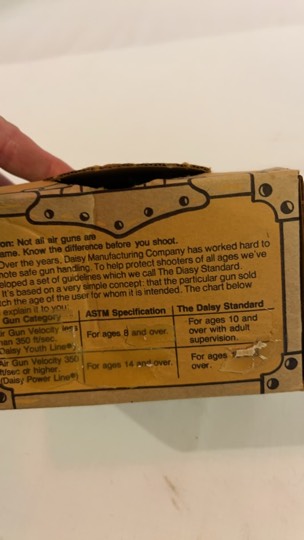 on: Not all air guns are
ame. Know the difference before you shoot.
Over the years, Daisy Manufacturing Company has worked hard to
note safe gun handling. To help protect shooters of all ages we've
eloped a set of guidelines which we call The Diasy Standard.
It's based on a very simple concept: that the particular gun sold
ch the age of the user for whom it is intended. The chart below
explain it to you:
Gun Category ASTM Specification The Daisy Standard
ir Gun Velocity less For ages 8 and over. For ages 10 and
han 350 ft/sec. over with adult
Daisy Youth Line supervision.
Air Gun Velocity 350 For ages 14 and over. For ages
ft/sec or higher. over.
(Daisy Power Line®)